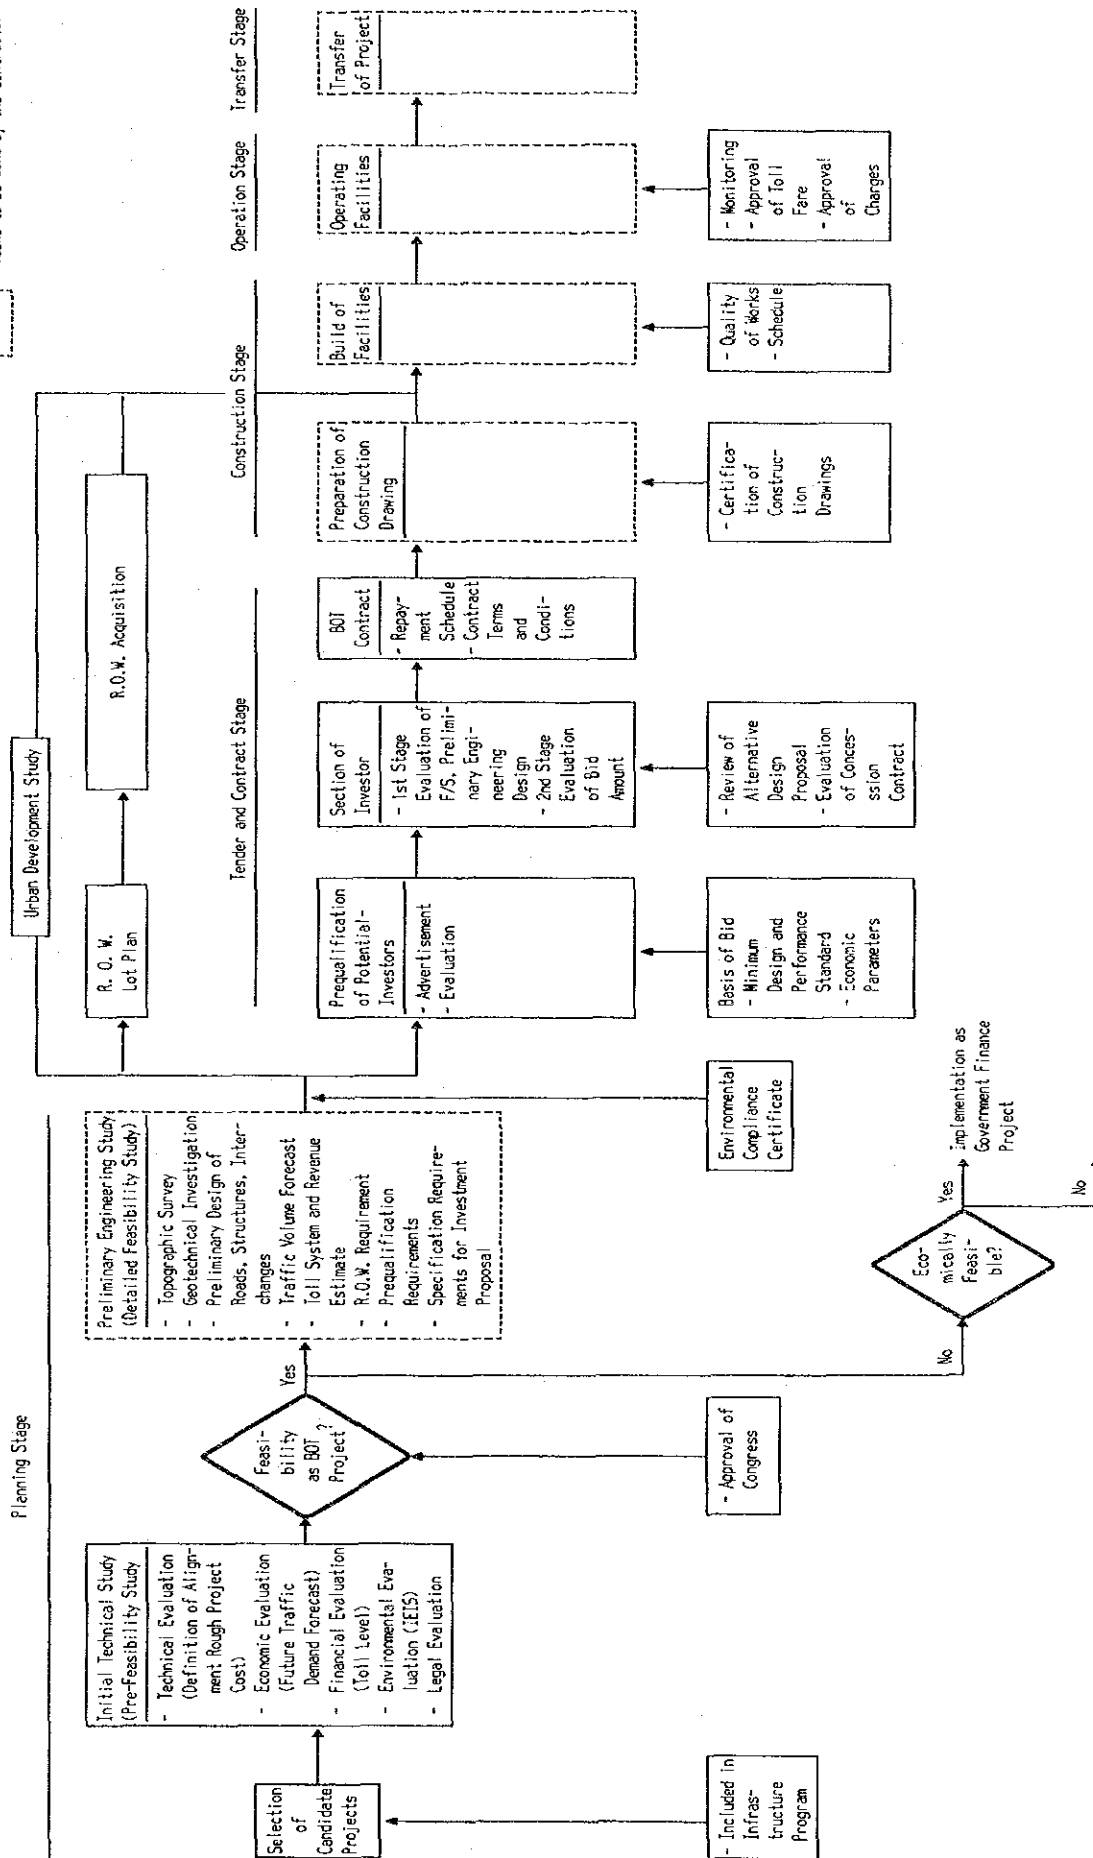 Planning Stage
Selection
of
Candidate
Projects
- Included in
Infras-
tructure
Program
Initial Technical Study
(Pre-Feasibility Study)
- Technical Evaluation
(Definition of Align-
ment Rough Project
Cost)
- Economic Evaluation
(Future Traffic
Demand Forecast)
- Financial Evaluation
(Toll Level)
- Environmental Eva-
luation (IEIS)
- Legal Evaluation
Feasi-
bility
as BOT
Project?
- Approval of
Congress
Yes
No
Preliminary Engineering Study
(Detailed Feasibility Study)
- Topographic Survey
- Geotechnical Investigation
- Preliminary Design of
Roads, Structures, Inter-
changes
- Traffic Volume Forecast
- Toll System and Revenue
Estimate
- R.O.W. Requirement
- Prequalification
Requirements
- Specification Require-
ments for Investment
Proposal
Environmental
Compliance
Certificate
Eco-
mically
Feasi-
ble?
Yes
Implementation as
Government Finance
Project
No
Urban Development Study
R. O. W.
Lot Plan
R.O.W. Acquisition
Tender and Contract Stage
Prequalification
of Potential-
Investors
- Advertisement
- Evaluation
Basis of Bid
- Minimum
Design and
Performance
Standard
- Economic
Parameters
Section of
Investor
- 1st Stage
Evaluation of
F/S, Prelimi-
nary Engi-
neering
Design
- 2nd Stage
Evaluation
of Bid
Amount
- Review of
Alternative
Design
Proposal
- Evaluation
of Conces-
ssion
Contract
BOT
Contract
- Repay-
ment
Schedule
- Contract
Terms
and
Condi-
tions
Construction Stage
Preparation of
Construction
Drawing
- Certifica-
tion of
Construc-
tion
Drawings
Build of
Facilities
- Quality
of Works
- Schedule
Operation Stage
Operating
Facilities
- Monitoring
- Approval
of Toll
Fare
- Approval
of
Charges
Transfer Stage
Transfer
of Project